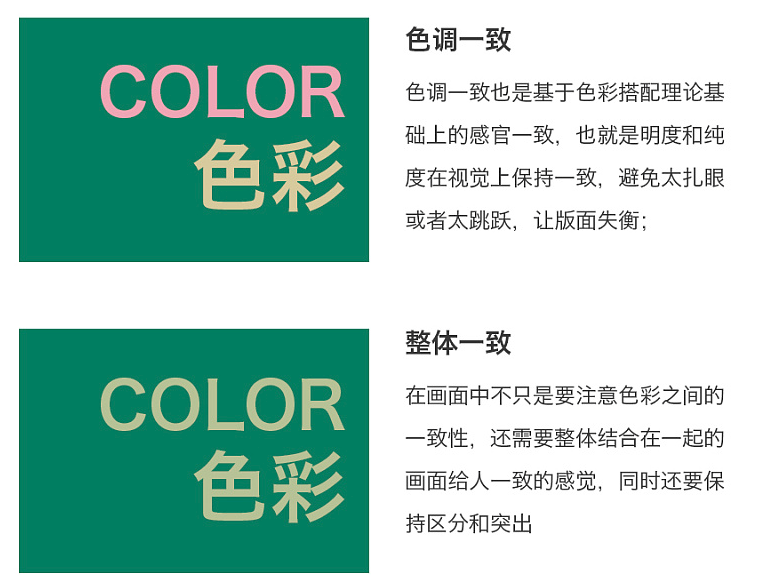 COLOR
色彩
色调一致
色调一致也是基于色彩搭配理论基
础上的感官一致，也就是明度和纯
度在视觉上保持一致，避免太扎眼
或者太跳跃，让版面失衡；
COLOR
色彩
整体一致
在画面中不只是要注意色彩之间的
一致性，还需要整体结合在一起的
画面给人一致的感觉，同时还要保
持区分和突出